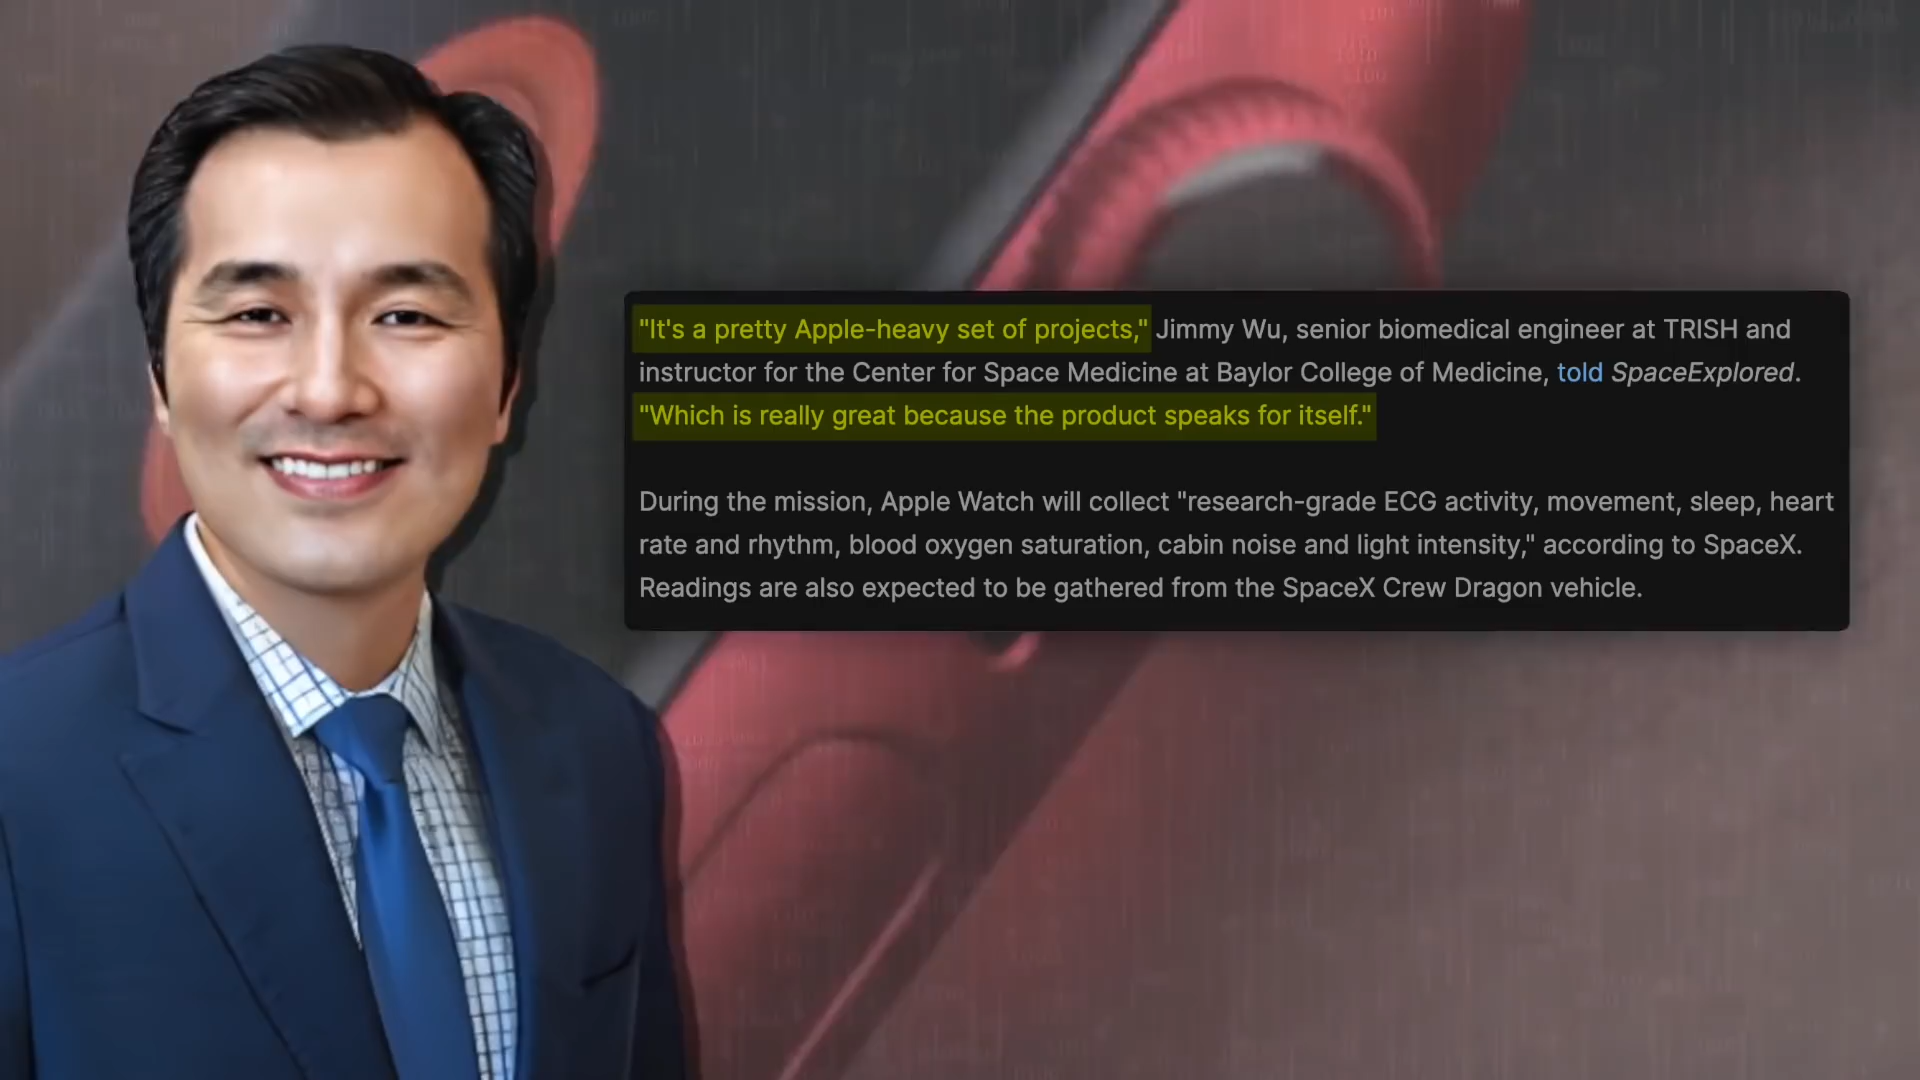 "It's a pretty Apple-heavy set of projects," Jimmy Wu, senior biomedical engineer at TRISH and
instructor for the Center for Space Medicine at Baylor College of Medicine, told SpaceExplored.
"Which is really great because the product speaks for itself."
During the mission, Apple Watch will collect "research-grade ECG activity, movement, sleep, heart
rate and rhythm, blood oxygen saturation, cabin noise and light intensity," according to SpaceX.
Readings are also expected to be gathered from the SpaceX Crew Dragon vehicle.